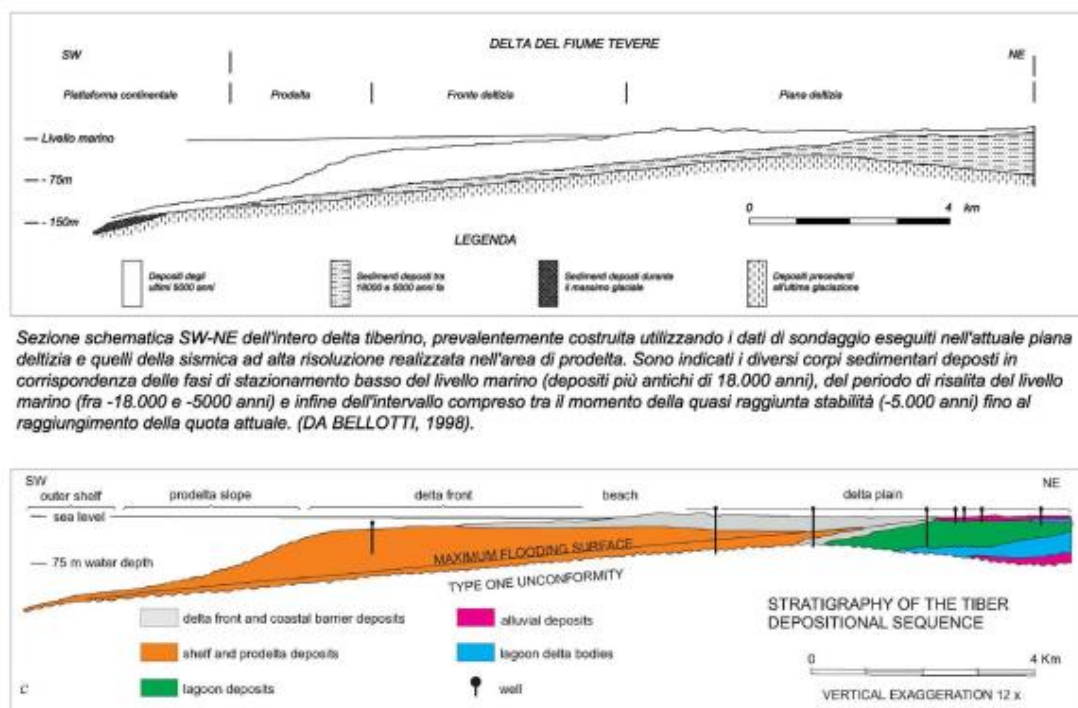 DELTA DEL FIUME TEVERE
SW
NE
Piattaforma continentale
Prodelta
Fronte deltizia
Piana deltizia
Livello marino
- 75m
- 150m
0 4 km
LEGENDA
Depositi degli
ultimi 5000 anni
Sedimenti deposti tra
18000 e 5000 anni fa
Sedimenti deposti durante
il massimo glaciale
Depositi precedenti
all'ultima glaciazione
Sezione schematica SW-NE dell'intero delta tiberino, prevalentemente costruita utilizzando i dati di sondaggio eseguiti nell'attuale piana
deltizia e quelli della sismica ad alta risoluzione realizzata nell'area di prodelta. Sono indicati i diversi corpi sedimentari deposti in
corrispondenza delle fasi di stazionamento basso del livello marino (depositi più antichi di 18.000 anni), del periodo di risalita del livello
marino (fra -18.000 e -5000 anni) e infine dell'intervallo compreso tra il momento della quasi raggiunta stabilità (-5.000 anni) fino al
raggiungimento della quota attuale. (DA BELLOTTI, 1998).
SW
NE
outer shelf
prodelta slope
delta front
beach
delta plain
sea level
75 m water depth
MAXIMUM FLOODING SURFACE
TYPE ONE UNCONFORMITY
delta front and coastal barrier deposits
shelf and prodelta deposits
lagoon deposits
alluvial deposits
lagoon delta bodies
well
STRATIGRAPHY OF THE TIBER
DEPOSITIONAL SEQUENCE
0 4 Km
VERTICAL EXAGGERATION 12 x
c